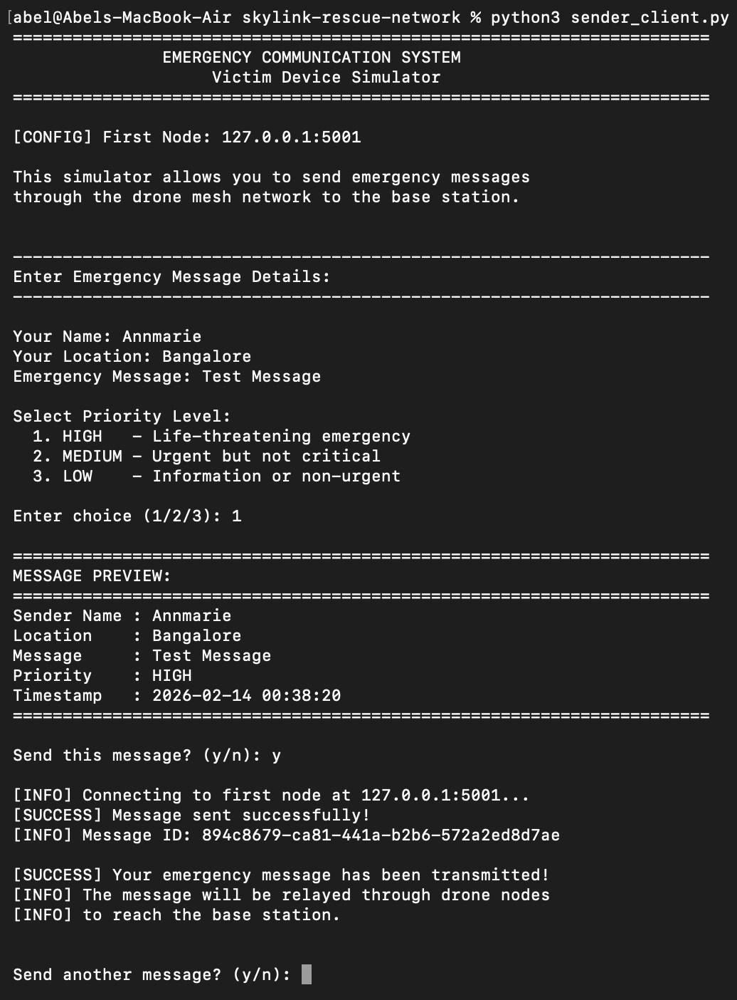 [abel@Abels-MacBook-Air skylink-rescue-network % python3 sender_client.py
======================================================================
               EMERGENCY COMMUNICATION SYSTEM
                    Victim Device Simulator
======================================================================
[CONFIG] First Node: 127.0.0.1:5001
This simulator allows you to send emergency messages
through the drone mesh network to the base station.
----------------------------------------------------------------------
Enter Emergency Message Details:
----------------------------------------------------------------------
Your Name: Annmarie
Your Location: Bangalore
Emergency Message: Test Message
Select Priority Level:
  1. HIGH   - Life-threatening emergency
  2. MEDIUM - Urgent but not critical
  3. LOW    - Information or non-urgent
Enter choice (1/2/3): 1
======================================================================
MESSAGE PREVIEW:
======================================================================
Sender Name : Annmarie
Location    : Bangalore
Message     : Test Message
Priority    : HIGH
Timestamp   : 2026-02-14 00:38:20
======================================================================
Send this message? (y/n): y
[INFO] Connecting to first node at 127.0.0.1:5001...
[SUCCESS] Message sent successfully!
[INFO] Message ID: 894c8679-ca81-441a-b2b6-572a2ed8d7ae
[SUCCESS] Your emergency message has been transmitted!
[INFO] The message will be relayed through drone nodes
[INFO] to reach the base station.
Send another message? (y/n):